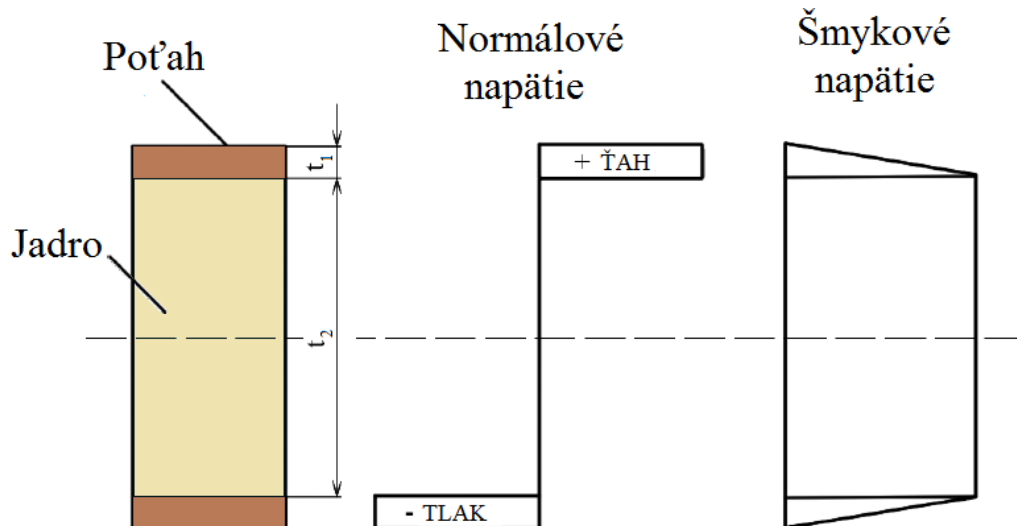 Normálové
napätie
Šmykové
napätie
Poťah
t₁
+ ŤAH
Jadro
t₂
- TLAK